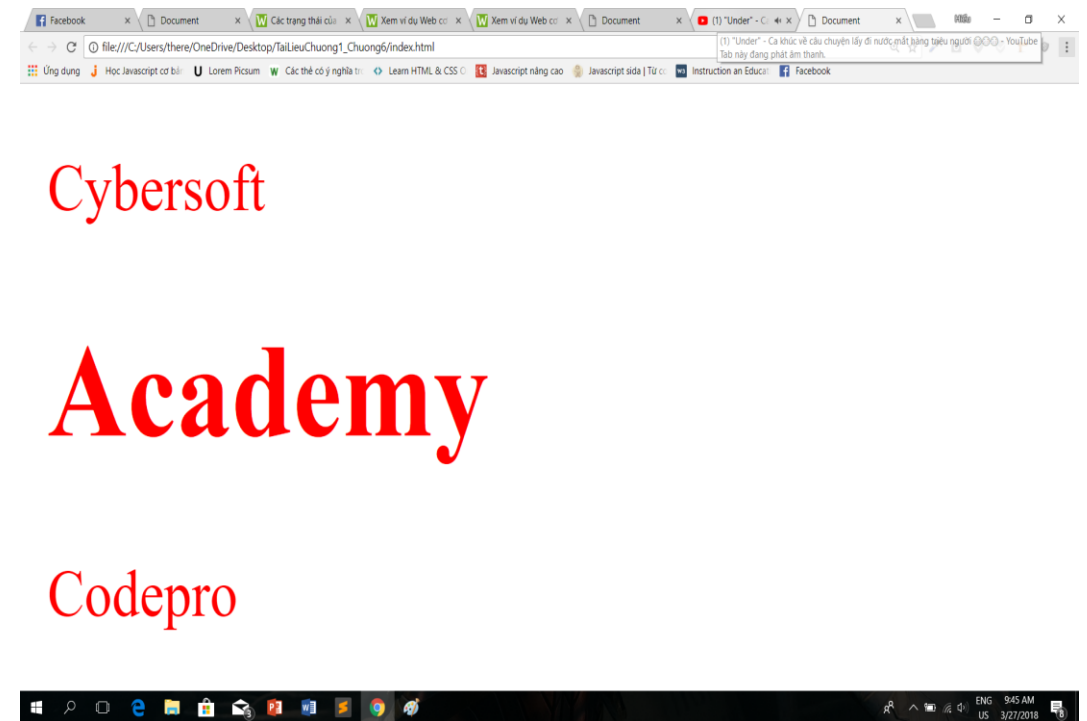 Facebook
Document
Các trạng thái của
Xem ví dụ Web cơ
Xem ví dụ Web cơ
Document
(1) "Under" - Ca
Document
Hiếu
file:///C:/Users/there/OneDrive/Desktop/TaiLieuChuong1_Chuong6/index.html
(1) "Under" - Ca khúc về câu chuyện lấy đi nước mắt hàng triệu người - YouTube
Tab này đang phát âm thanh.
Ứng dụng
Học Javascript cơ bản
Lorem Picsum
Các thẻ có ý nghĩa
Learn HTML & CSS
Javascript nâng cao
Javascript sida | Từ
Instruction an Educat
Facebook
Cybersoft
Academy
Codepro
ENG 9:45 AM
US 3/27/2018